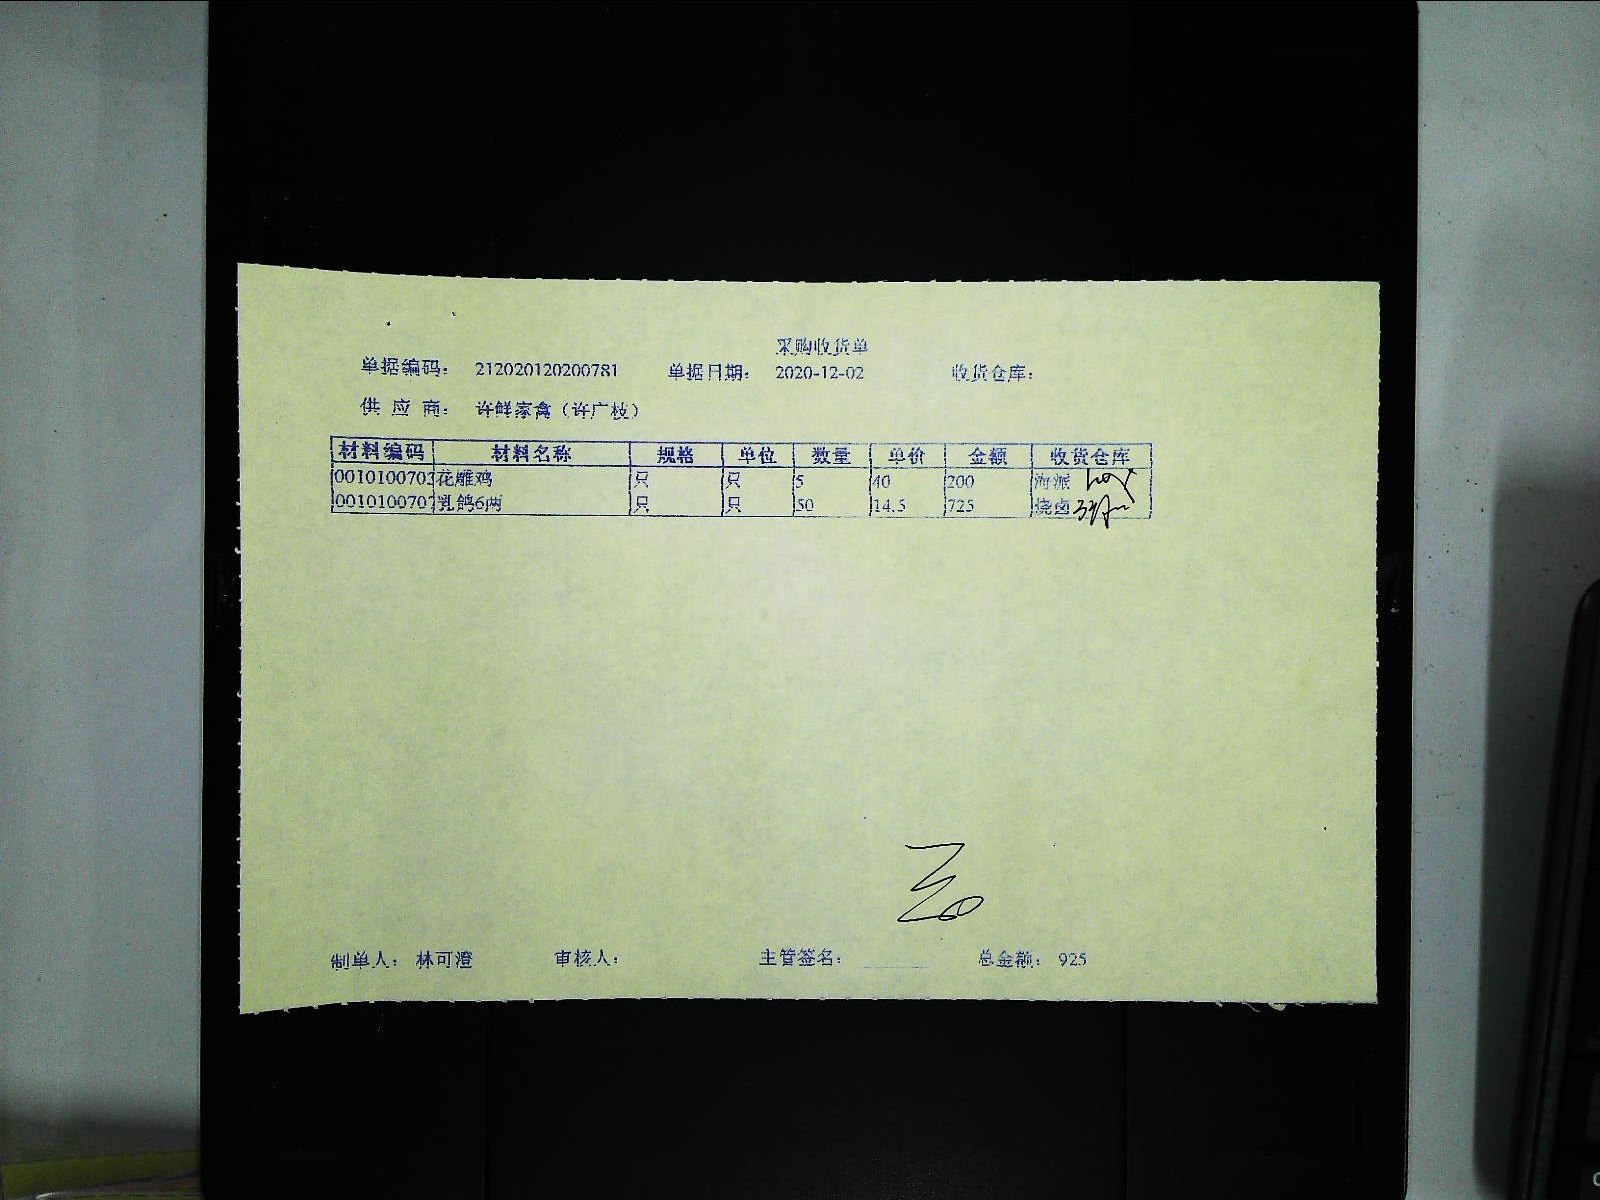 采购收货单
单据编码： 212020120200781 单据日期： 2020-12-02 收货仓库：
供 应 商： 许鲜家禽（许广枝）
材料编码 材料名称 规格 单位 数量 单价 金额 收货仓库
0010100703 花雕鸡 只 只 5 40 200 海派
0010100707 乳鸽6两 只 只 50 14.5 725 烧卤
制单人： 林可澄 审核人： 主管签名： 总金额： 925